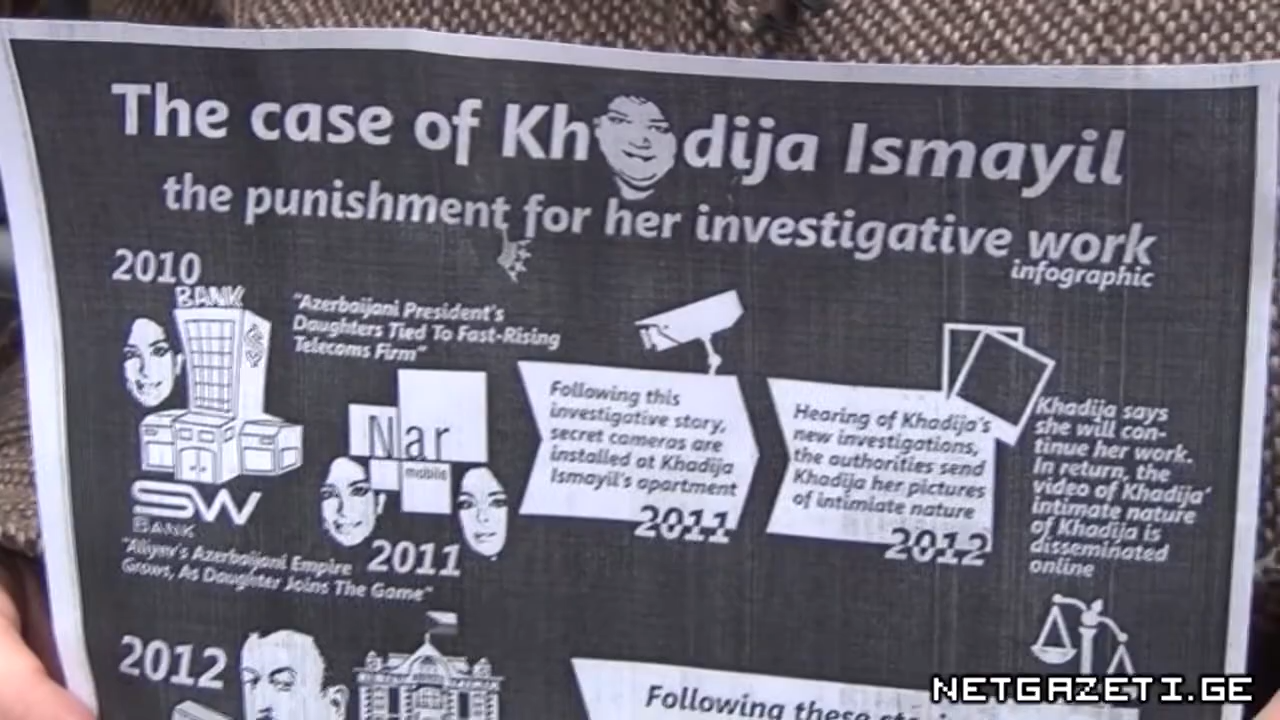 The case of Khadija Ismayil
the punishment for her investigative work
infographic
2010
BANK
"Azerbaijani President's
Daughters Tied To Fast-Rising
Telecoms Firm"
Nar
mobile
SW
BANK
"Aliyev's Azerbaijani Empire
Grows, As Daughter Joins The Game"
2011
Following this
investigative story,
secret cameras are
installed at Khadija
Ismayil's apartment
2011
Hearing of Khadija's
new investigations,
the authorities send
Khadija her pictures
of intimiate nature
2012
Khadija says
she will con-
tinue her work.
In return, the
video of Khadija'
intimate nature
of Khadija is
disseminated
online
2012
Following these
NETGAZETI.GE